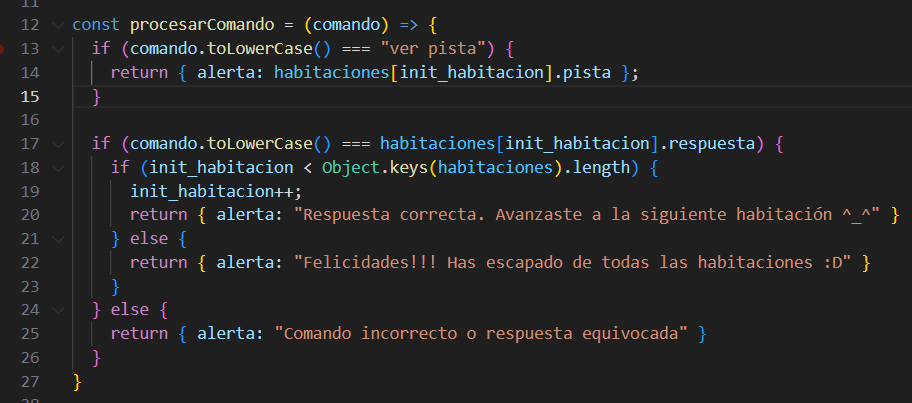 11
12 const procesarComando = (comando) => {
13 if (comando.toLowerCase() === "ver pista") {
14 return { alerta: habitaciones[init_habitacion].pista };
15 }
16
17 if (comando.toLowerCase() === habitaciones[init_habitacion].respuesta) {
18 if (init_habitacion < Object.keys(habitaciones).length) {
19 init_habitacion++;
20 return { alerta: "Respuesta correcta. Avanzaste a la siguiente habitación ^_^" }
21 } else {
22 return { alerta: "Felicidades!!! Has escapado de todas las habitaciones :D" }
23 }
24 } else {
25 return { alerta: "Comando incorrecto o respuesta equivocada" }
26 }
27 }
28